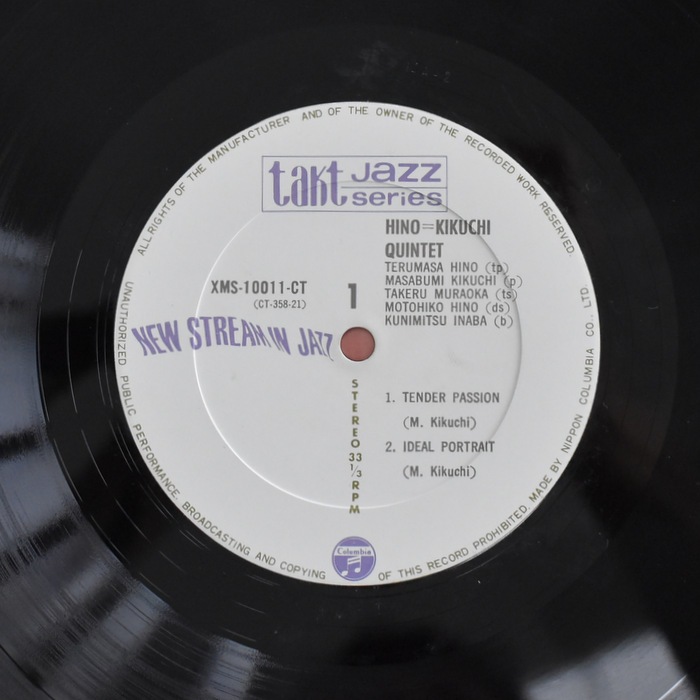 ALL RIGHTS OF THE MANUFACTURER AND OF THE OWNER OF THE RECORDED WORK RESERVED.
takt JAZZ
series
HINO=KIKUCHI
QUINTET
TERUMASA HINO (tp)
MASABUMI KIKUCHI (p)
TAKERU MURAOKA (ts)
MOTOHIKO HINO (ds)
KUNIMITSU INABA (b)
XMS-10011-CT
(CT-358-21)
1
NEW STREAM IN JAZZ
STEREO 33 1/3 RPM
1. TENDER PASSION
(M. Kikuchi)
2. IDEAL PORTRAIT
(M. Kikuchi)
Columbia
UNAUTHORIZED PUBLIC PERFORMANCE, BROADCASTING AND COPYING OF THIS RECORD PROHIBITED. MADE BY NIPPON COLUMBIA CO., LTD.